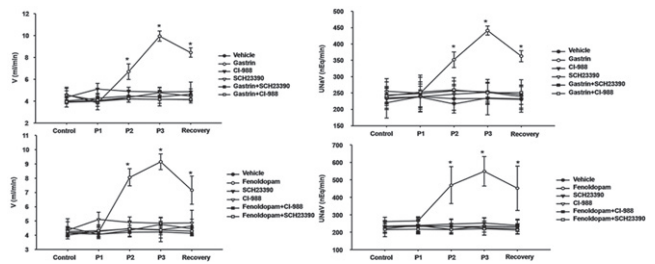 V (ml/min)
12
10
8
6
4
2
*
*
*
*
Vehicle
Gastrin
CI-988
SCH23390
Gastrin+SCH23390
Gastrin+CI-988
Control P1 P2 P3 Recovery
UNaV (nEq/min)
500
450
400
350
300
250
200
150
100
*
*
*
Vehicle
Gastrin
CI-988
SCH23390
Gastrin+SCH23390
Gastrin+CI-988
Control P1 P2 P3 Recovery
V (ml/min)
10
9
8
7
6
5
4
3
*
*
*
Vehicle
Fenoldopam
SCH23390
CI-988
Fenoldopam+CI-988
Fenoldopam+SCH23390
Control P1 P2 P3 Recovery
UNaV (nEq/min)
700
600
500
400
300
200
100
*
*
*
Vehicle
Fenoldopam
SCH23390
CI-988
Fenoldopam+CI-988
Fenoldopam+SCH23390
Control P1 P2 P3 Recovery